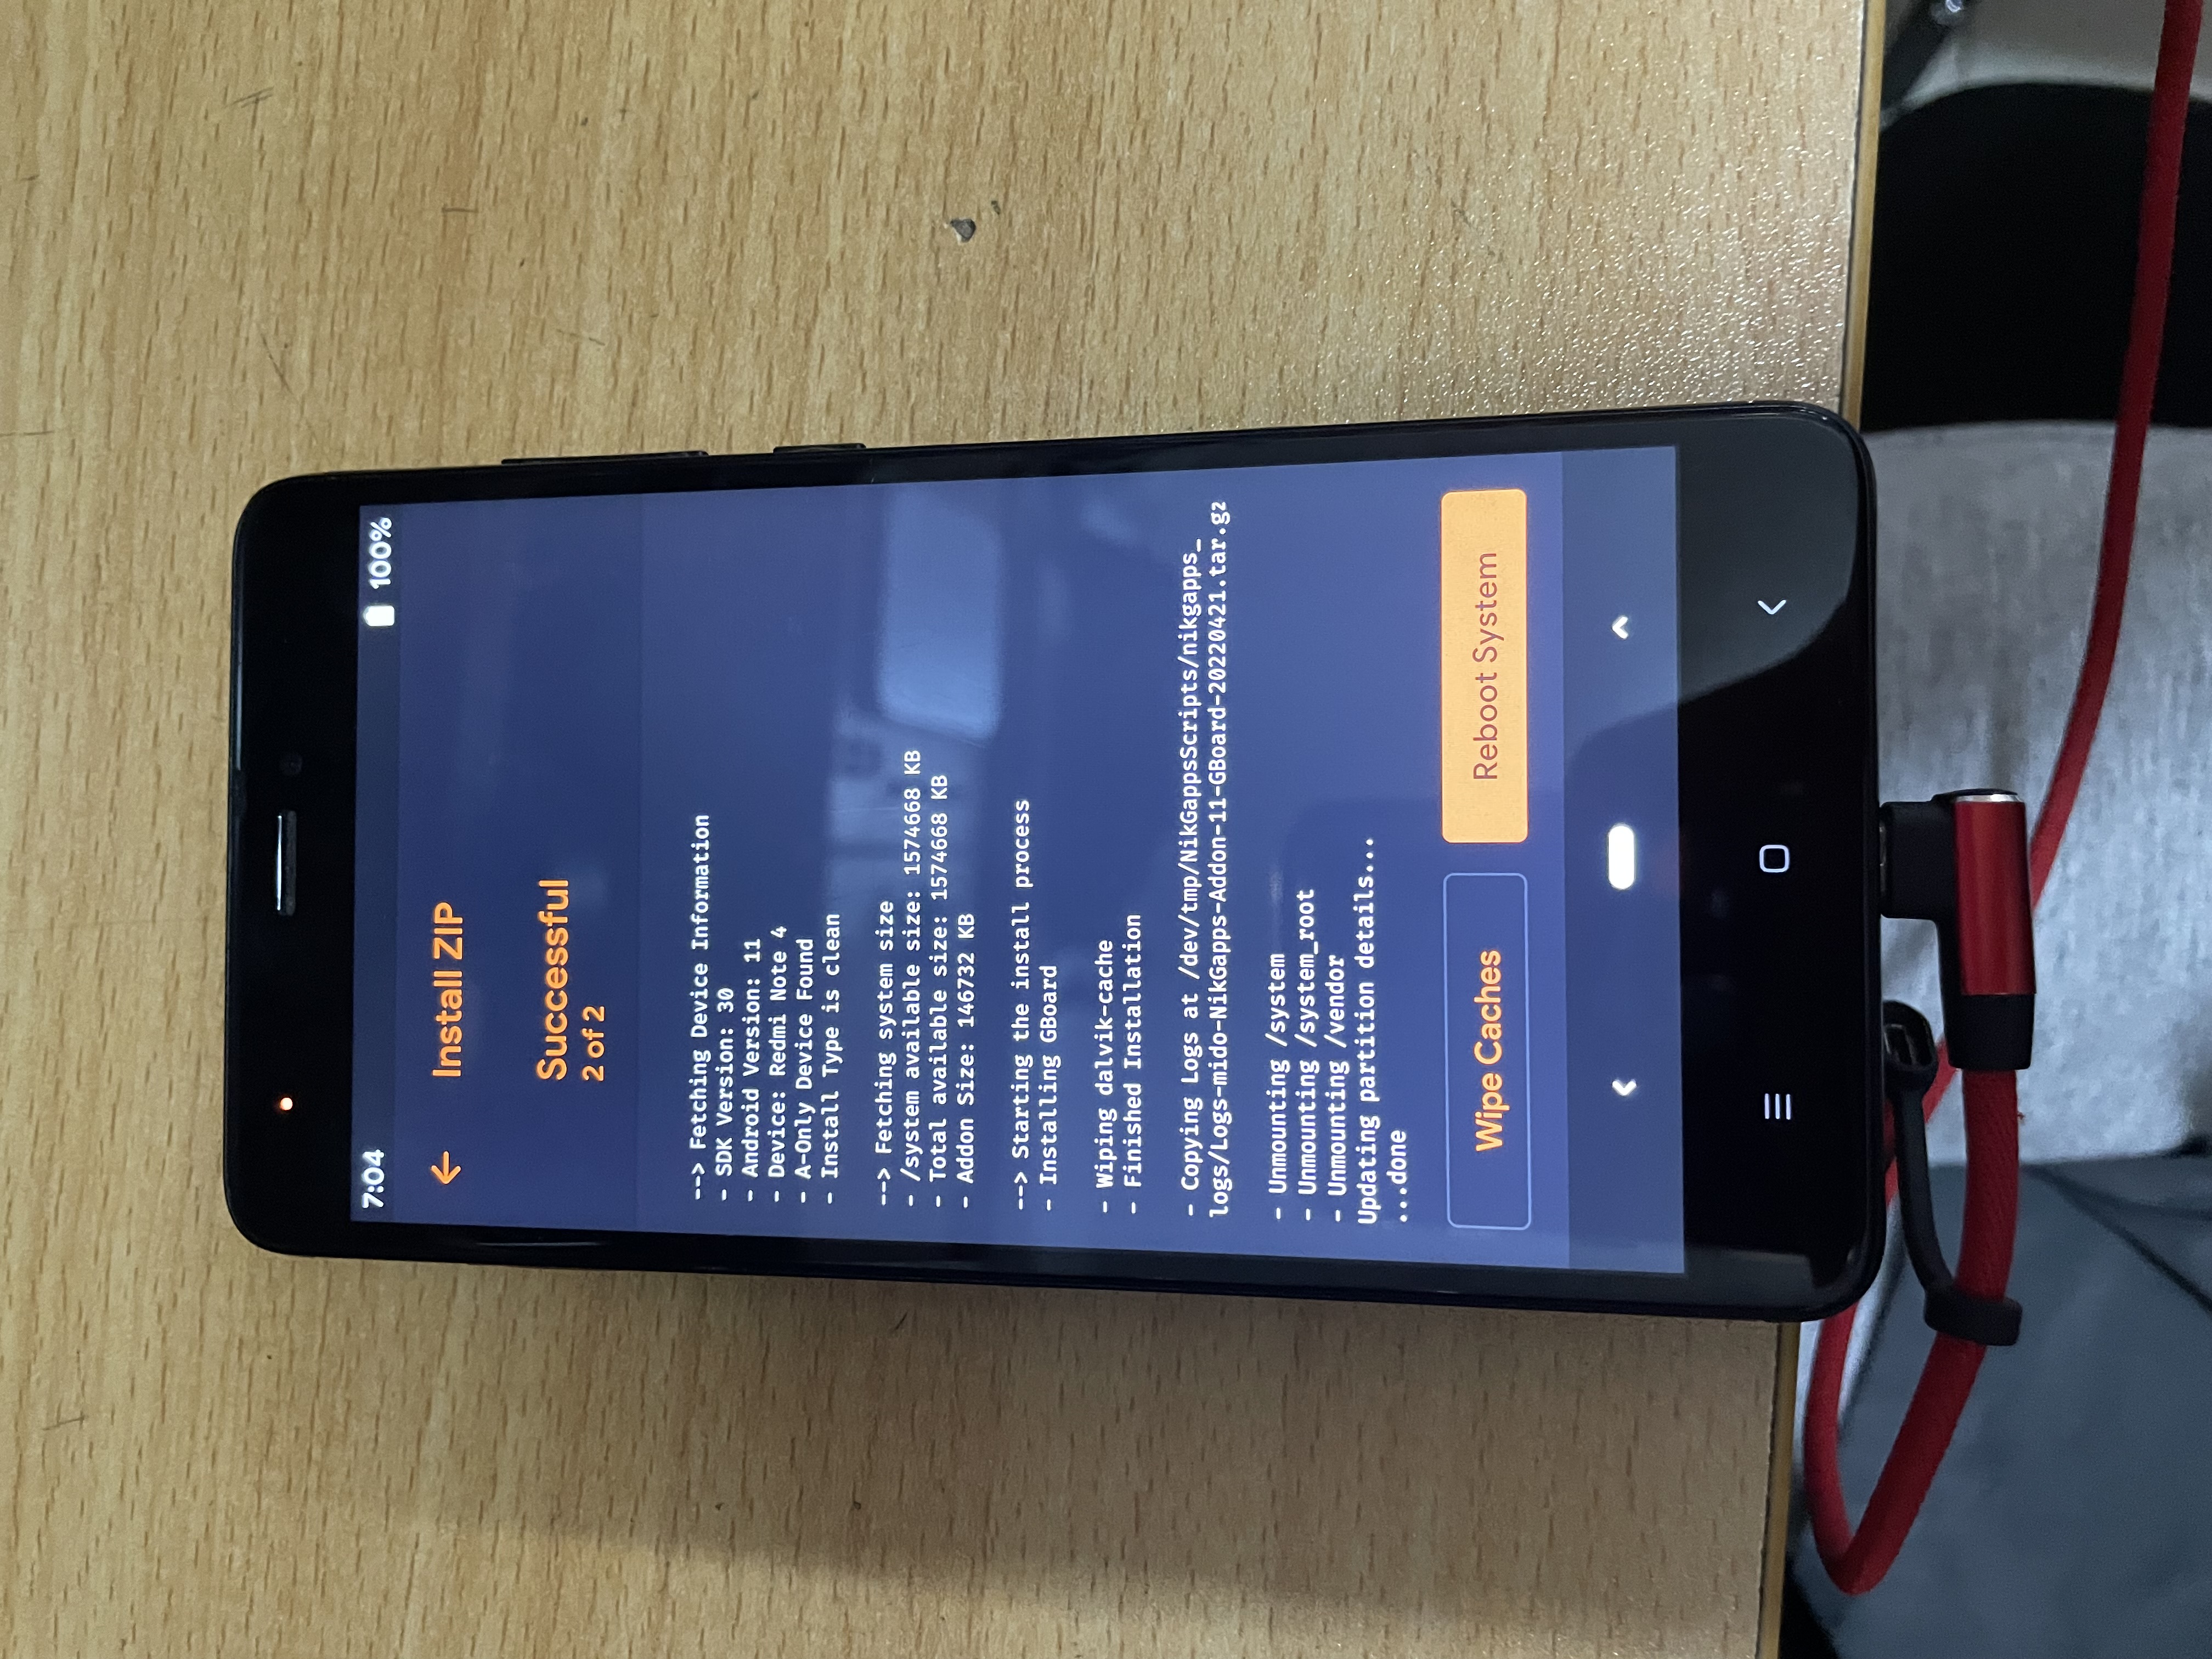 7:04
100%
Install ZIP
Successful
2 of 2
--> Fetching Device Information
- SDK Version: 30
- Android Version: 11
- Device: Redmi Note 4
- A-Only Device Found
- Install Type is clean
--> Fetching system size
- /system available size: 1574668 KB
- Total available size: 1574668 KB
- Addon Size: 146732 KB
--> Starting the install process
- Installing GBoard
- Wiping dalvik-cache
- Finished Installation
- Copying Logs at /dev/tmp/NikGappsScripts/nikgapps_
logs/Logs-mido-NikGapps-Addon-11-GBoard-20220421.tar.gz
- Unmounting /system
- Unmounting /system_root
- Unmounting /vendor
Updating partition details...
...done
Wipe Caches
Reboot System